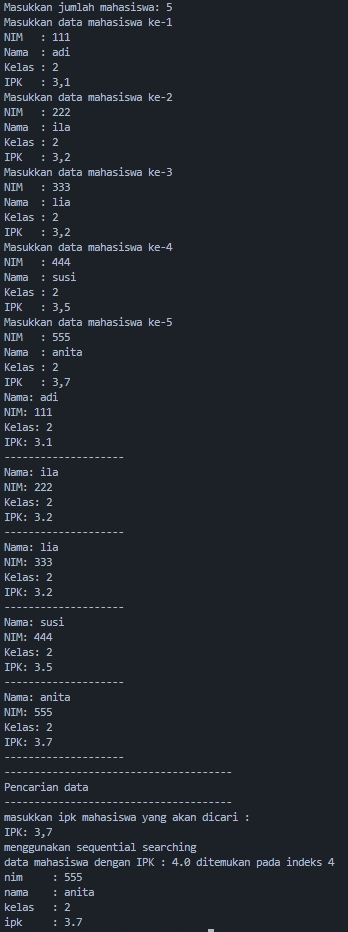 Masukkan jumlah mahasiswa: 5
Masukkan data mahasiswa ke-1
NIM   : 111
Nama  : adi
Kelas : 2
IPK   : 3,1
Masukkan data mahasiswa ke-2
NIM   : 222
Nama  : ila
Kelas : 2
IPK   : 3,2
Masukkan data mahasiswa ke-3
NIM   : 333
Nama  : lia
Kelas : 2
IPK   : 3,2
Masukkan data mahasiswa ke-4
NIM   : 444
Nama  : susi
Kelas : 2
IPK   : 3,5
Masukkan data mahasiswa ke-5
NIM   : 555
Nama  : anita
Kelas : 2
IPK   : 3,7
Nama: adi
NIM: 111
Kelas: 2
IPK: 3.1
--------------------
Nama: ila
NIM: 222
Kelas: 2
IPK: 3.2
--------------------
Nama: lia
NIM: 333
Kelas: 2
IPK: 3.2
--------------------
Nama: susi
NIM: 444
Kelas: 2
IPK: 3.5
--------------------
Nama: anita
NIM: 555
Kelas: 2
IPK: 3.7
--------------------
--------------------------------------
Pencarian data
--------------------------------------
masukkan ipk mahasiswa yang akan dicari :
IPK: 3,7
menggunakan sequential searching
data mahasiswa dengan IPK : 4.0 ditemukan pada indeks 4
nim     : 555
nama    : anita
kelas   : 2
ipk     : 3.7